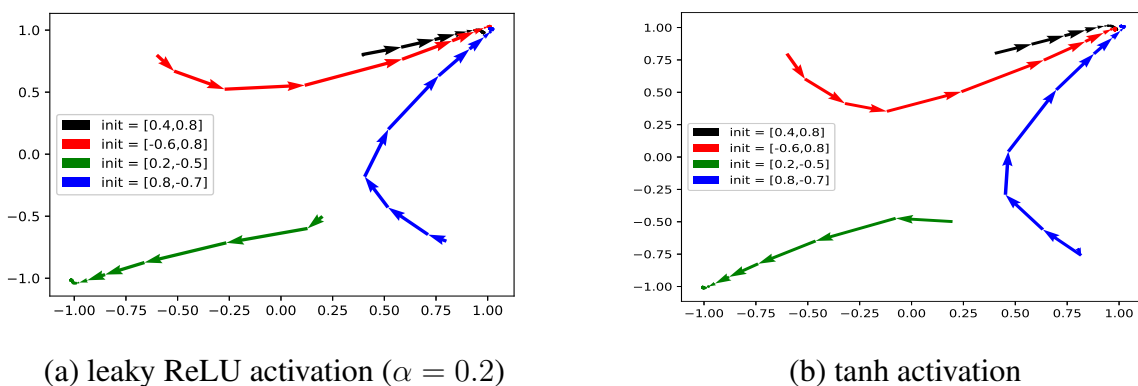 1.0
0.5
0.0
−0.5
−1.0
init = [0.4,0.8]
init = [-0.6,0.8]
init = [0.2,-0.5]
init = [0.8,-0.7]
−1.00 −0.75 −0.50 −0.25 0.00 0.25 0.50 0.75 1.00
(a) leaky ReLU activation (α = 0.2)
1.00
0.75
0.50
0.25
0.00
−0.25
−0.50
−0.75
−1.00
init = [0.4,0.8]
init = [-0.6,0.8]
init = [0.2,-0.5]
init = [0.8,-0.7]
−1.00 −0.75 −0.50 −0.25 0.00 0.25 0.50 0.75 1.00
(b) tanh activation